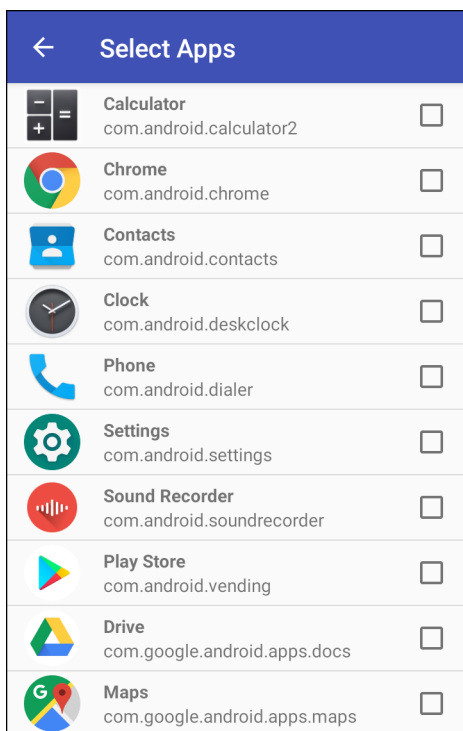 Select Apps
Calculator
com.android.calculator2
Chrome
com.android.chrome
Contacts
com.android.contacts
Clock
com.android.deskclock
Phone
com.android.dialer
Settings
com.android.settings
Sound Recorder
com.android.soundrecorder
Play Store
com.android.vending
Drive
com.google.android.apps.docs
G
Maps
com.google.android.apps.maps